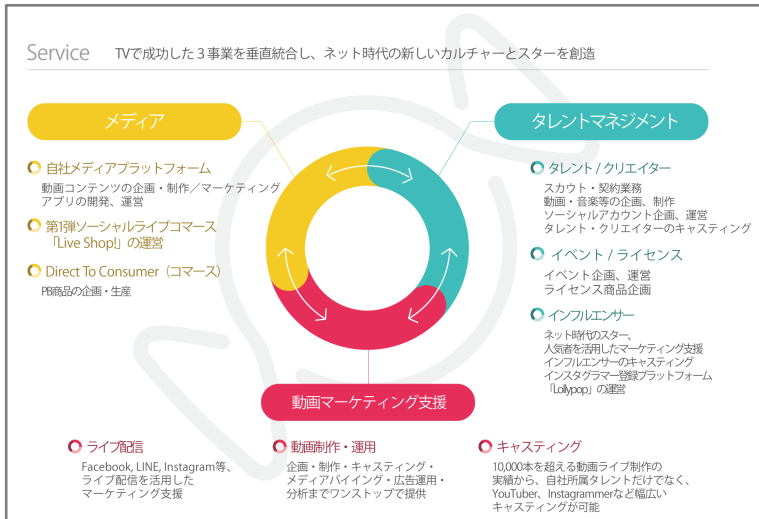 Service TVで成功した3事業を垂直統合し、ネット時代の新しいカルチャーとスターを創造
メディア
自社メディアプラットフォーム
動画コンテンツの企画・制作／マーケティング
アプリの開発、運営
第1弾ソーシャルライブコマース
「Live Shop!」の運営
Direct To Consumer（コマース）
PB商品の企画・生産
タレントマネジメント
タレント / クリエイター
スカウト・契約業務
動画・音楽等の企画、制作
ソーシャルアカウント企画、運営
タレント・クリエイターのキャスティング
イベント / ライセンス
イベント企画、運営
ライセンス商品企画
インフルエンサー
ネット時代のスター、
人気者を活用したマーケティング支援
インフルエンサーのキャスティング
インスタグラマー登録プラットフォーム
「Lollypop」の運営
動画マーケティング支援
ライブ配信
Facebook, LINE, Instagram等、
ライブ配信を活用した
マーケティング支援
動画制作・運用
企画・制作・キャスティング・
メディアバイイング・広告運用・
分析までワンストップで提供
キャスティング
10,000本を超える動画ライブ制作の
実績から、自社所属タレントだけでなく、
YouTuber、Instagrammerなど幅広い
キャスティングが可能